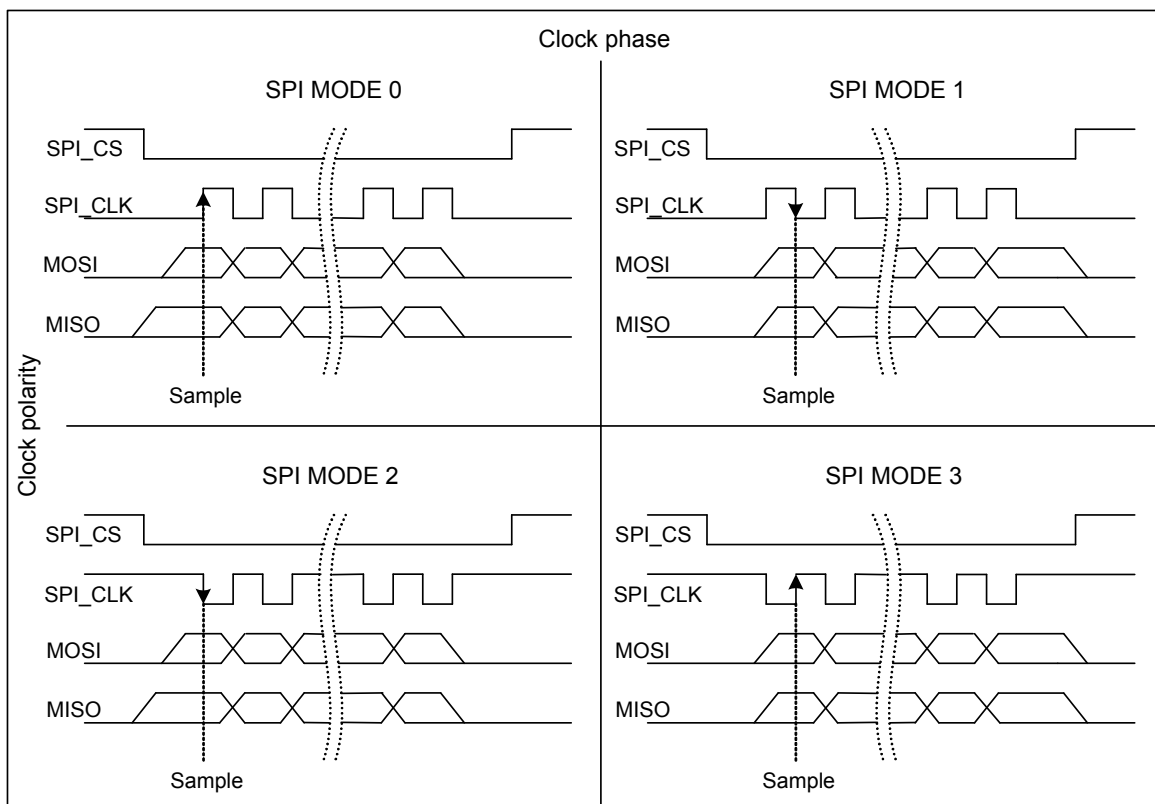 Clock phase
SPI MODE 0
SPI_CS
SPI_CLK
MOSI
MISO
Sample
SPI MODE 1
SPI_CS
SPI_CLK
MOSI
MISO
Sample
Clock polarity
SPI MODE 2
SPI_CS
SPI_CLK
MOSI
MISO
Sample
SPI MODE 3
SPI_CS
SPI_CLK
MOSI
MISO
Sample